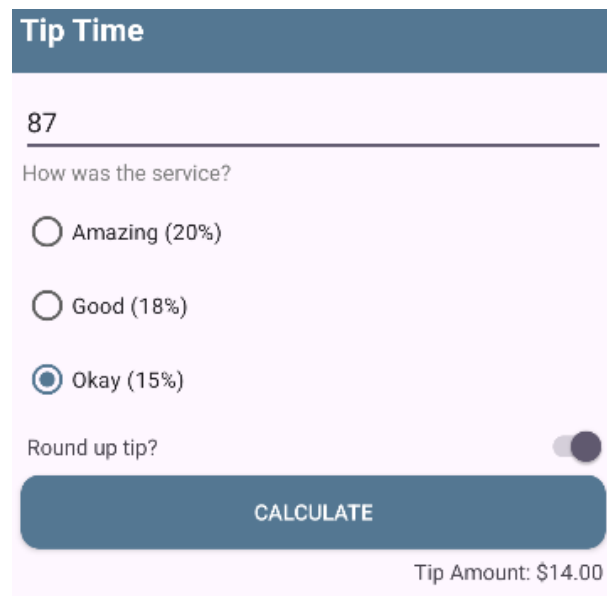 Tip Time
87
How was the service?
Amazing (20%)
Good (18%)
Okay (15%)
Round up tip?
CALCULATE
Tip Amount: $14.00